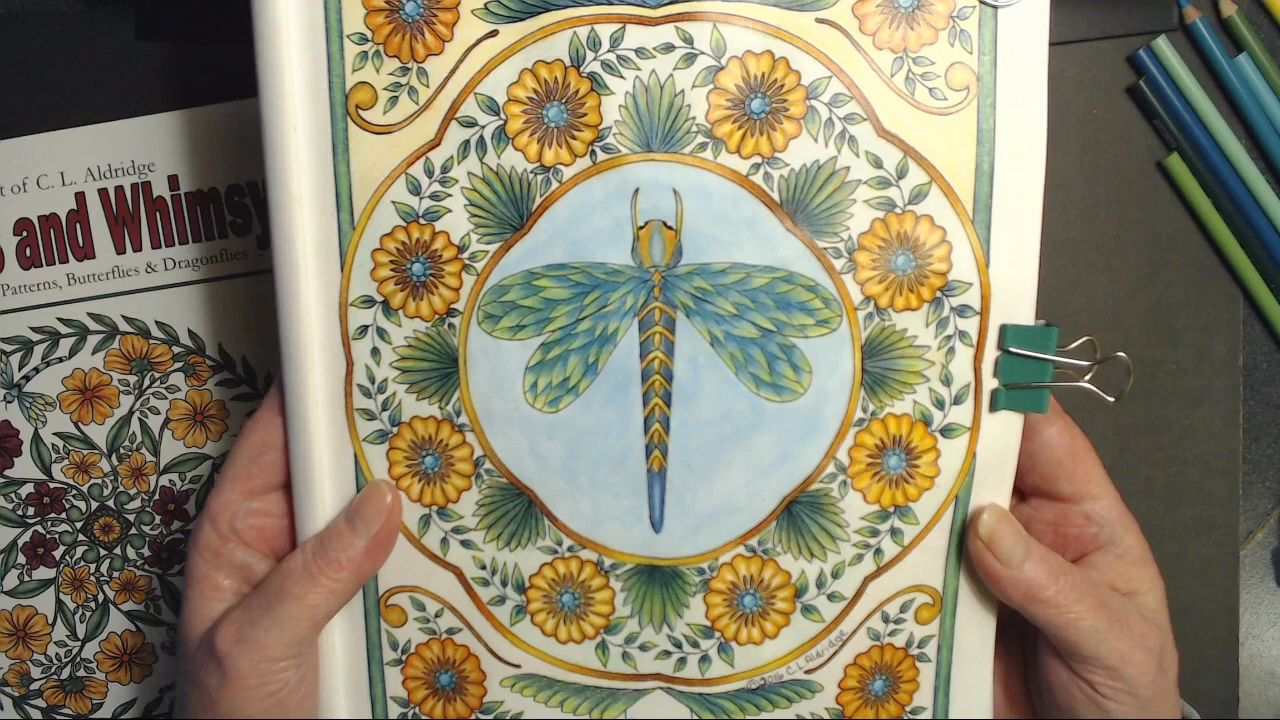 t of C. L. Aldridge
s and Whimsy
Patterns, Butterflies & Dragonflies
©2016 C.L.Aldridge